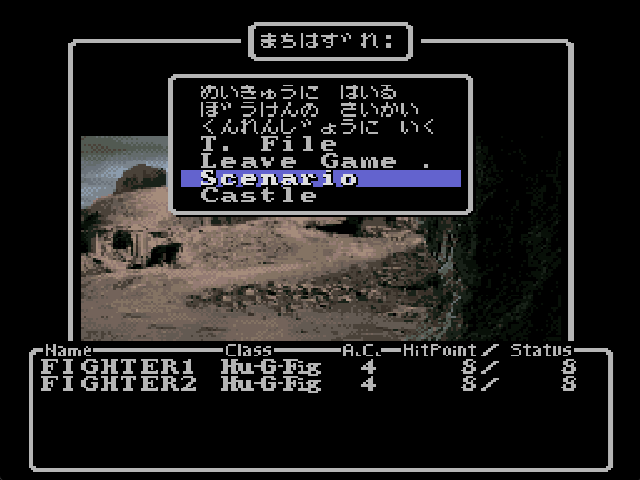 まちはずれ:
めいきゅうに はいる
ぼうけんの さいかい
くんれんじょうに いく
T. File
Leave Game .
Scenario
Castle
Name Class A.C. HitPoint / Status
FIGHTER1 Hu-G-Fig 4 8/ 8
FIGHTER2 Hu-G-Fig 4 8/ 8